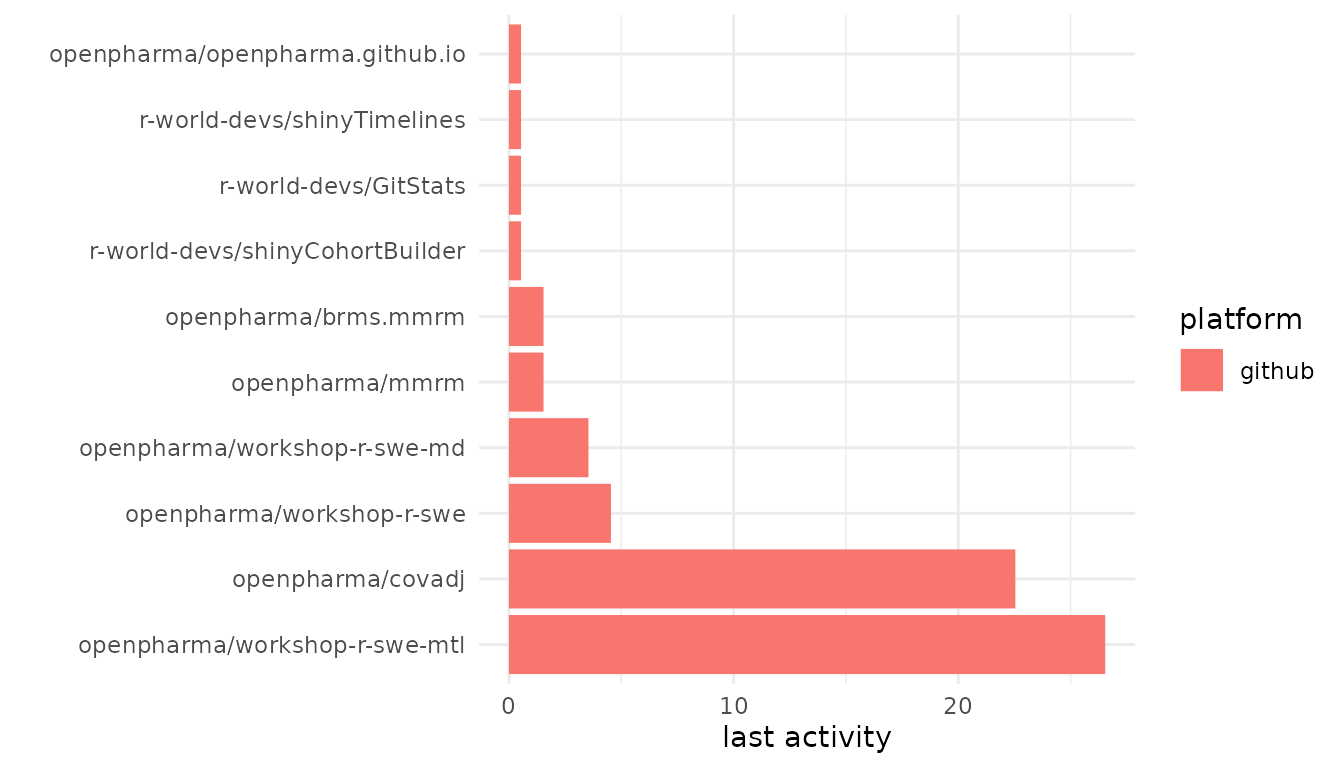 openpharma/openpharma.github.io
r-world-devs/shinyTimelines
r-world-devs/GitStats
r-world-devs/shinyCohortBuilder
openpharma/brms.mmrm
openpharma/mmrm
openpharma/workshop-r-swe-md
openpharma/workshop-r-swe
openpharma/covadj
openpharma/workshop-r-swe-mtl
0 10 20
last activity
platform
github